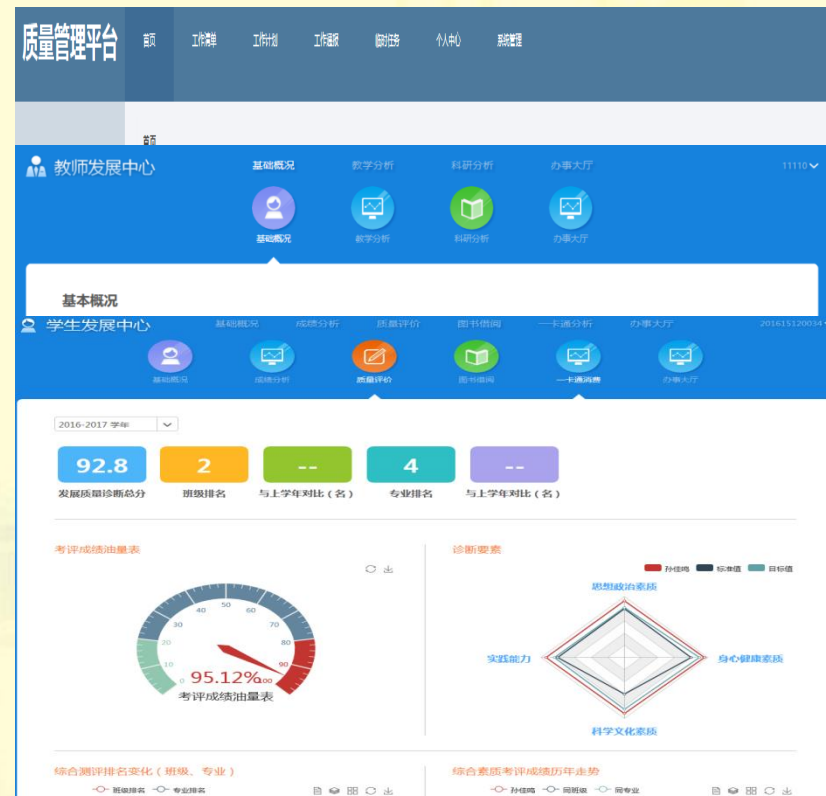 质量管理平台 首页 工作清单 工作计划 工作通报 临时任务 个人中心 系统管理
首页
教师发展中心 基础概况 教学分析 科研分析 办事大厅 11110
基础概况 教学分析 科研分析 办事大厅
基本概况
学生发展中心 基础概况 成绩分析 质量评价 图书借阅 一卡通分析 办事大厅 201615120034
基础概况 成绩分析 质量评价 图书借阅 一卡通消费 办事大厅
2016-2017 学年
92.8 2 -- 4 --
发展质量诊断总分 班级排名 与上学年对比(名) 专业排名 与上学年对比(名)
考评成绩油量表 诊断要素
孙佳鸣 标准值 目标值
思想政治素质
身心健康素质
实践能力
科学文化素质
0 10 20 30 40 50 60 70 80 90 100
95.12%
考评成绩油量表
综合测评排名变化(班级、专业) 综合素质考评成绩历年走势
班级排名 专业排名 孙佳鸣 同班级 同专业